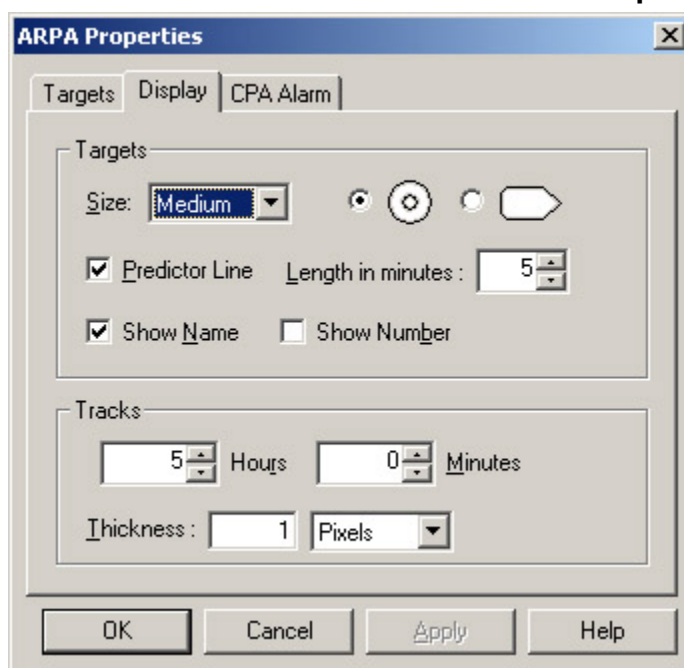 ARPA Properties
Targets Display CPA Alarm
Targets
Size: Medium
Predictor Line Length in minutes : 5
Show Name Show Number
Tracks
5 Hours 0 Minutes
Thickness : 1 Pixels
OK Cancel Apply Help